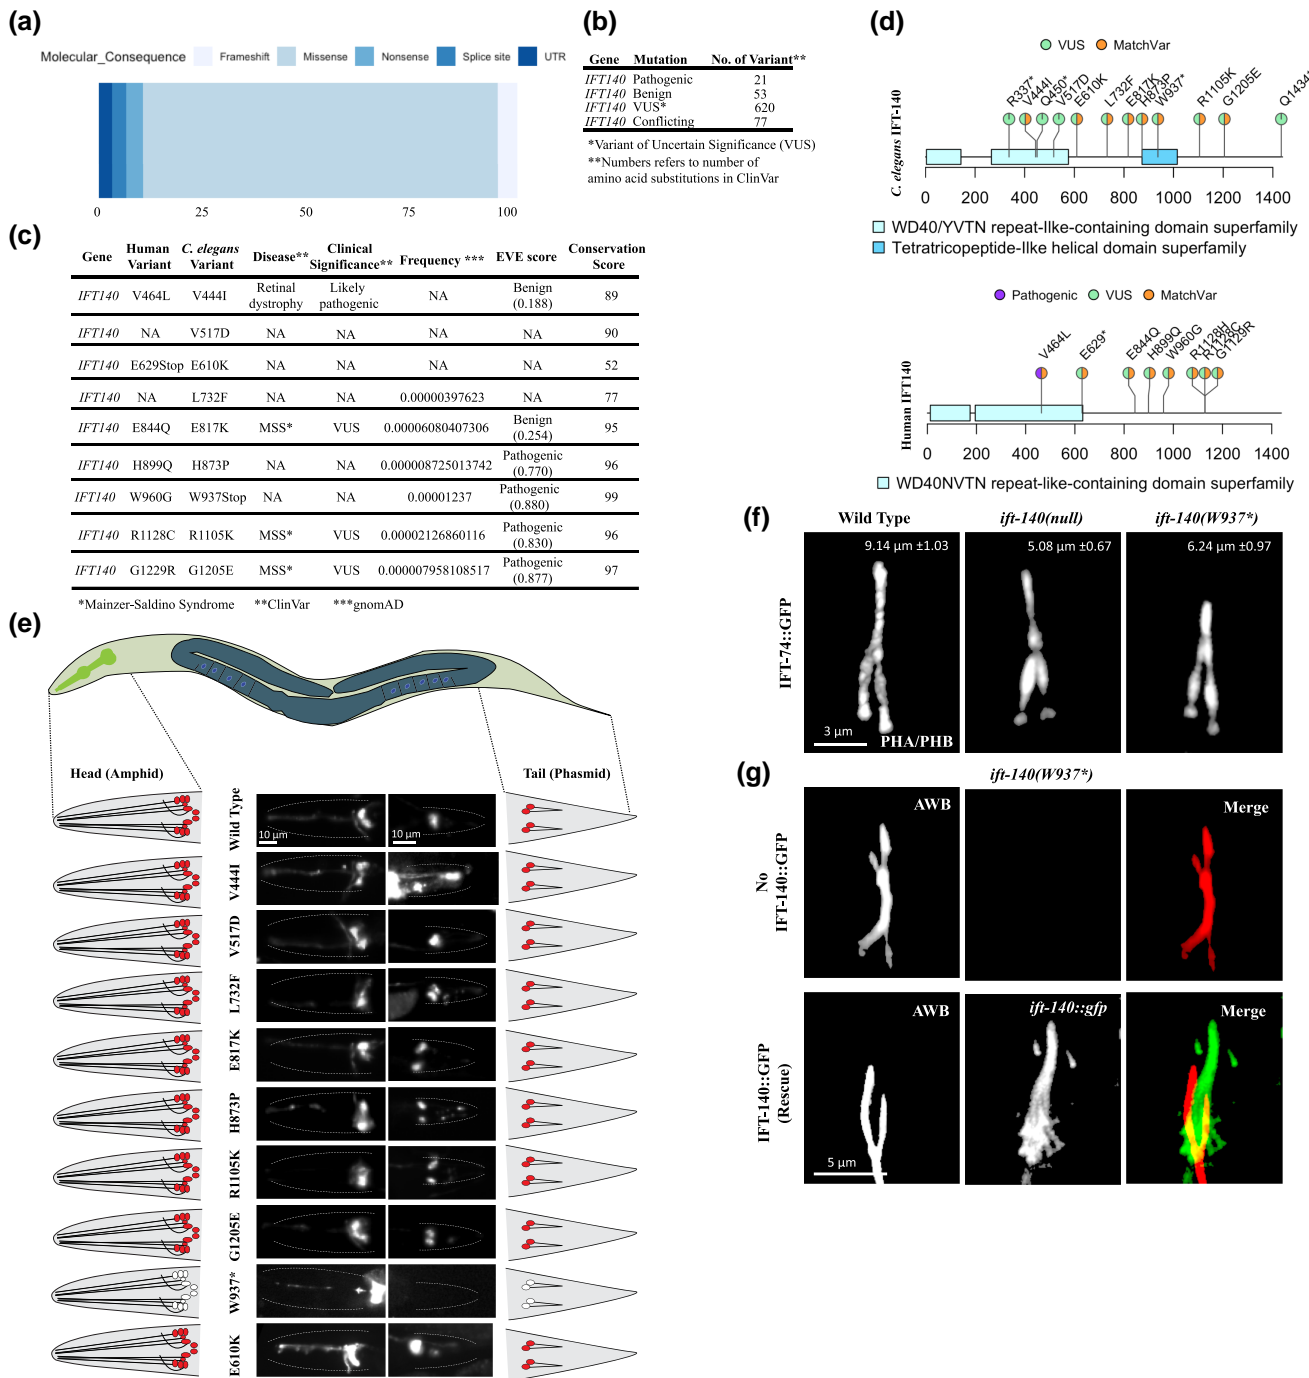 (a)
Molecular_Consequence Frameshift Missense Nonsense Splice site UTR
0 25 50 75 100
(b)
Gene Mutation No. of Variant**
IFT140 Pathogenic 21
IFT140 Benign 53
IFT140 VUS* 620
IFT140 Conflicting 77
*Variant of Uncertain Significance (VUS)
**Numbers refers to number of
amino acid substitutions in ClinVar
(c)
Gene Human Variant C. elegans Variant Disease** Clinical Significance** Frequency *** EVE score Conservation Score
IFT140 V464L V444I Retinal dystrophy Likely pathogenic NA Benign (0.188) 89
IFT140 NA V517D NA NA NA NA 90
IFT140 E629Stop E610K NA NA NA NA 52
IFT140 NA L732F NA NA 0.00000397623 NA 77
IFT140 E844Q E817K MSS* VUS 0.00006080407306 Benign (0.254) 95
IFT140 H899Q H873P NA NA 0.000008725013742 Pathogenic (0.770) 96
IFT140 W960G W937Stop NA NA 0.00001237 Pathogenic (0.880) 99
IFT140 R1128C R1105K MSS* VUS 0.00002126860116 Pathogenic (0.830) 96
IFT140 G1229R G1205E MSS* VUS 0.000007958108517 Pathogenic (0.877) 97
*Mainzer-Saldino Syndrome **ClinVar ***gnomAD
(d)
VUS MatchVar
R337* V444I Q450* V517D E610K L732F E817K H873P W937* R1105K G1205E Q1434*
C. elegans IFT-140
0 200 400 600 800 1000 1200 1400
WD40/YVTN repeat-like-containing domain superfamily
Tetratricopeptide-like helical domain superfamily
Pathogenic VUS MatchVar
V464L E629* E844Q H899Q W960G R1128H R1128C G1129R
Human IFT140
0 200 400 600 800 1000 1200 1400
WD40NVTN repeat-like-containing domain superfamily
(e)
Head (Amphid)
Tail (Phasmid)
Wild Type
10 µm 10 µm
V444I
V517D
L732F
E817K
H873P
R1105K
G1205E
W937*
E610K
(f)
Wild Type ift-140(null) ift-140(W937*)
IFT-74::GFP
9.14 µm ±1.03 5.08 µm ±0.67 6.24 µm ±0.97
3 µm
PHA/PHB
(g)
ift-140(W937*)
No IFT-140::GFP
AWB Merge
IFT-140::GFP (Rescue)
AWB ift-140::gfp Merge
5 µm